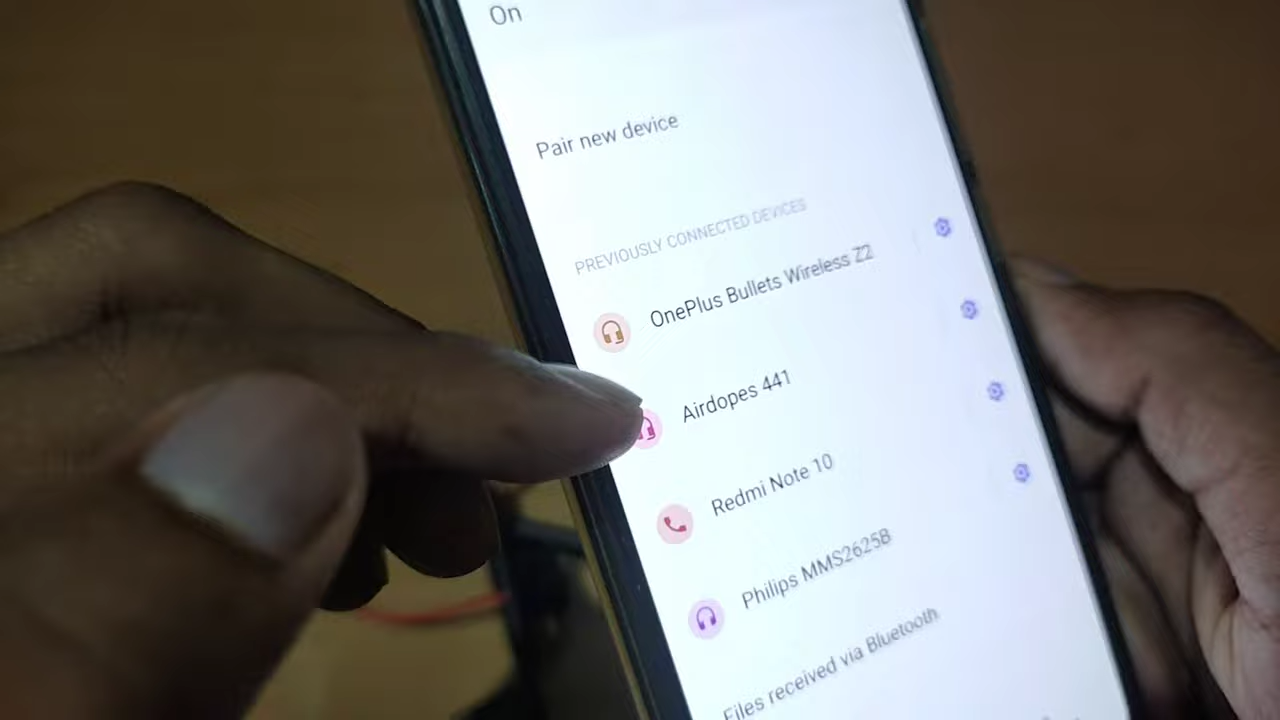 On
Pair new device
PREVIOUSLY CONNECTED DEVICES
OnePlus Bullets Wireless Z2
Airdopes 441
Redmi Note 10
Philips MMS2625B
Files received via Bluetooth